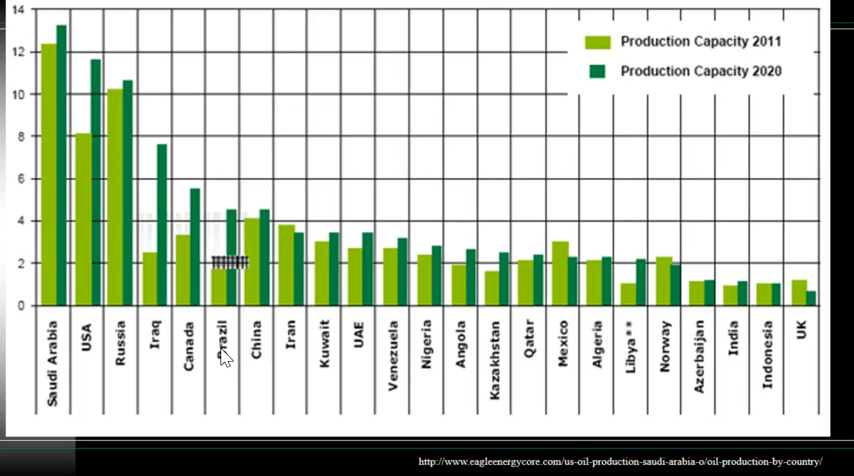 14
12
10
8
6
4
2
0
Production Capacity 2011
Production Capacity 2020
Saudi Arabia
USA
Russia
Iraq
Canada
Brazil
China
Iran
Kuwait
UAE
Venezuela
Nigeria
Angola
Kazakhstan
Qatar
Mexico
Algeria
Libya**
Norway
Azerbaijan
India
Indonesia
UK
http://www.eagleenergycore.com/us-oil-production-saudi-arabia-o/oil-production-by-country/